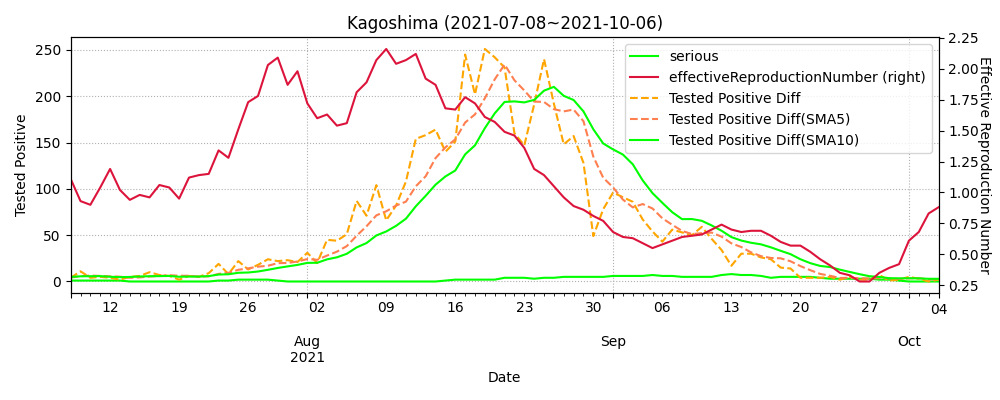 Kagoshima (2021-07-08~2021-10-06)
250
200
150
100
50
0
Tested Positive
2.25
2.00
1.75
1.50
1.25
1.00
0.75
0.50
0.25
Effective Reproduction Number
serious
effectiveReproductionNumber (right)
Tested Positive Diff
Tested Positive Diff(SMA5)
Tested Positive Diff(SMA10)
12 19 26 02 09 16 23 30 06 13 20 27 04
Aug Sep Oct
2021
Date